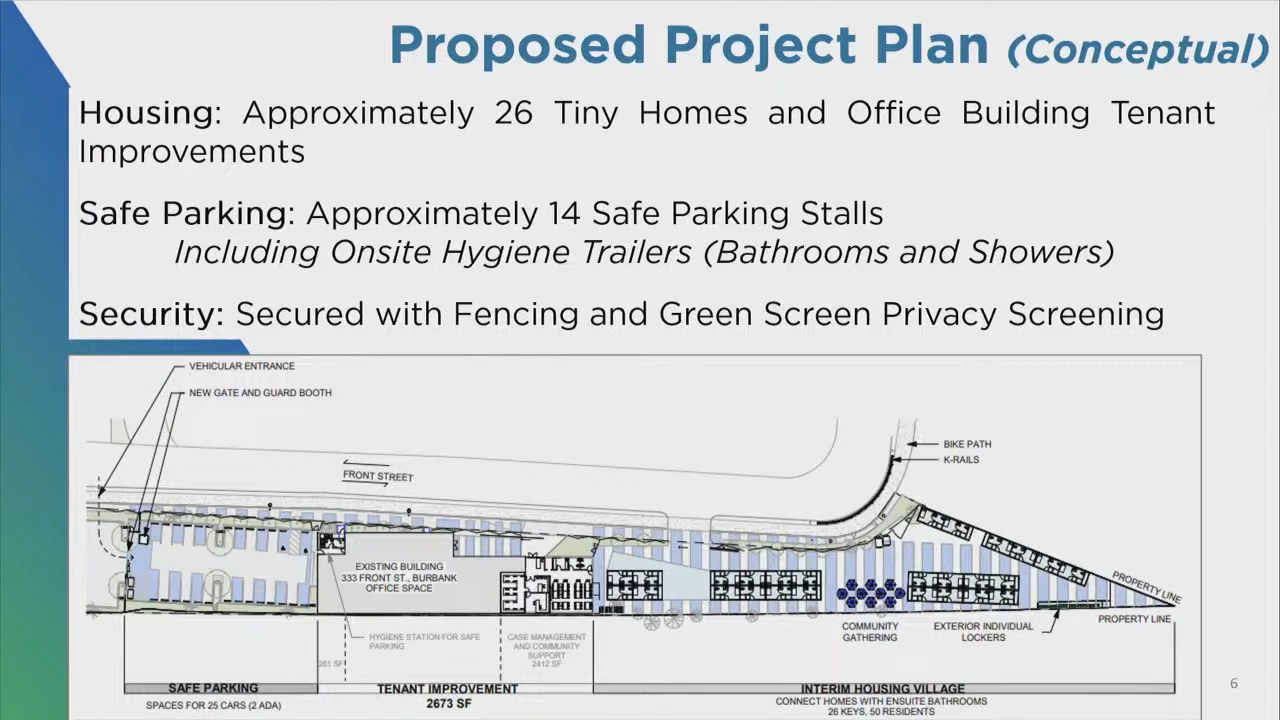 Proposed Project Plan (Conceptual)
Housing: Approximately 26 Tiny Homes and Office Building Tenant
Improvements
Safe Parking: Approximately 14 Safe Parking Stalls
Including Onsite Hygiene Trailers (Bathrooms and Showers)
Security: Secured with Fencing and Green Screen Privacy Screening
VEHICULAR ENTRANCE
NEW GATE AND GUARD BOOTH
FRONT STREET
BIKE PATH
K-RAILS
EXISTING BUILDING
333 FRONT ST., BURBANK
OFFICE SPACE
PROPERTY LINE
PROPERTY LINE
HYGIENE STATION FOR SAFE
PARKING
CASE MANAGEMENT
AND COMMUNITY
SUPPORT
2412 SF
COMMUNITY
GATHERING
EXTERIOR INDIVIDUAL
LOCKERS
261 SF
SAFE PARKING
SPACES FOR 25 CARS (2 ADA)
TENANT IMPROVEMENT
2673 SF
INTERIM HOUSING VILLAGE
CONNECT HOMES WITH ENSUITE BATHROOMS
26 KEYS, 50 RESIDENTS
6